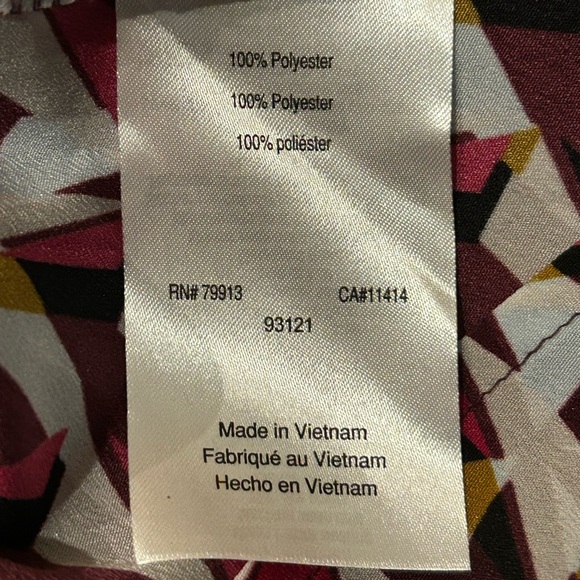 100% Polyester
100% Polyester
100% poliéster
RN# 79913 CA#11414
93121
Made in Vietnam
Fabriqué au Vietnam
Hecho en Vietnam